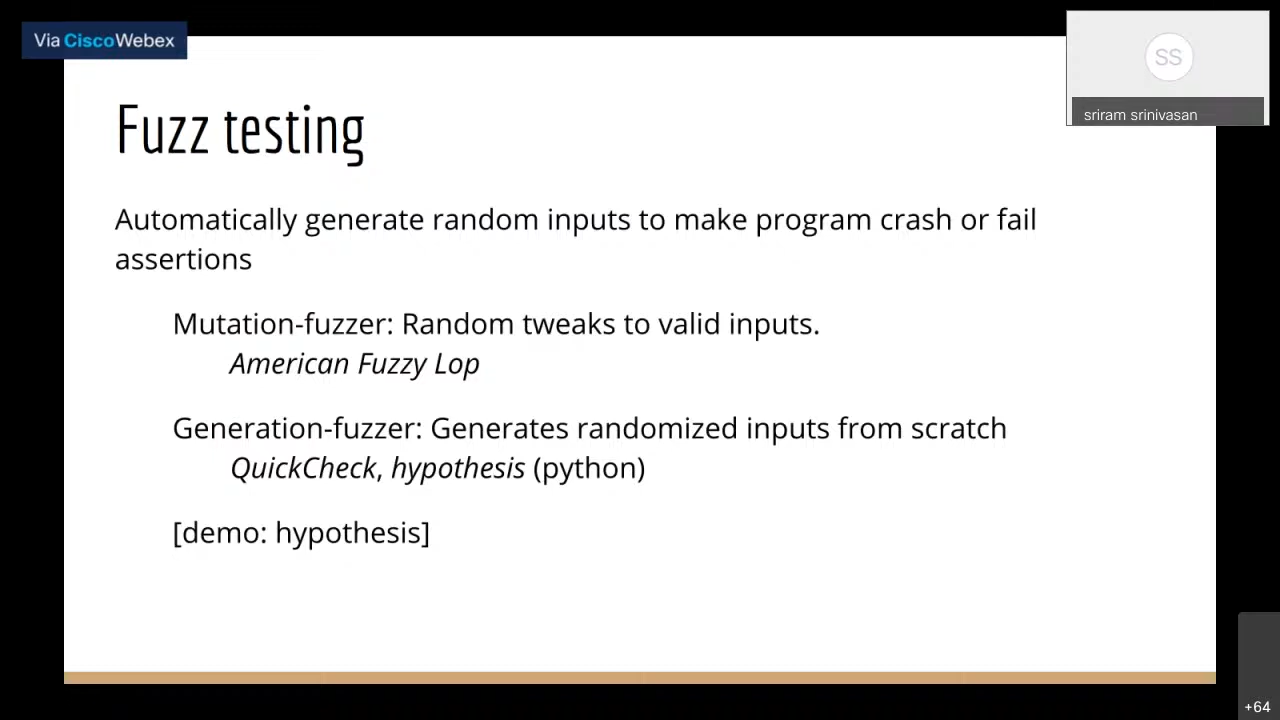 Via CiscoWebex
SS
sriram srinivasan
Fuzz testing
Automatically generate random inputs to make program crash or fail
assertions
Mutation-fuzzer: Random tweaks to valid inputs.
American Fuzzy Lop
Generation-fuzzer: Generates randomized inputs from scratch
QuickCheck, hypothesis (python)
[demo: hypothesis]
+64